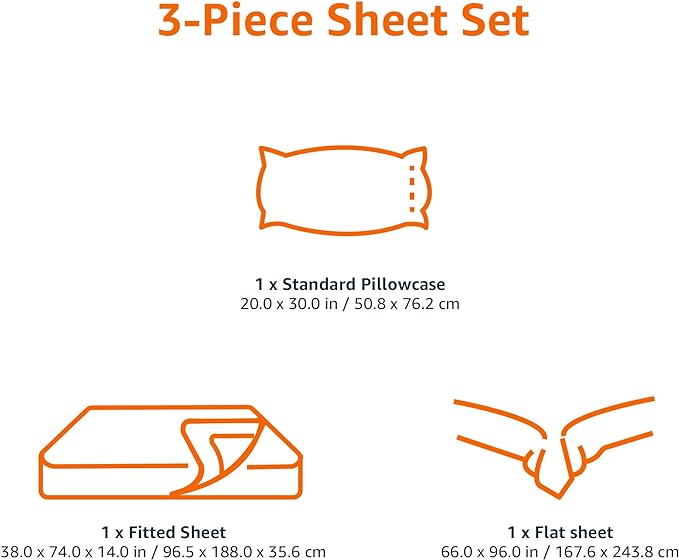 3-Piece Sheet Set
1 x Standard Pillowcase
20.0 x 30.0 in / 50.8 x 76.2 cm
1 x Fitted Sheet
38.0 x 74.0 x 14.0 in / 96.5 x 188.0 x 35.6 cm
1 x Flat sheet
66.0 x 96.0 in / 167.6 x 243.8 cm